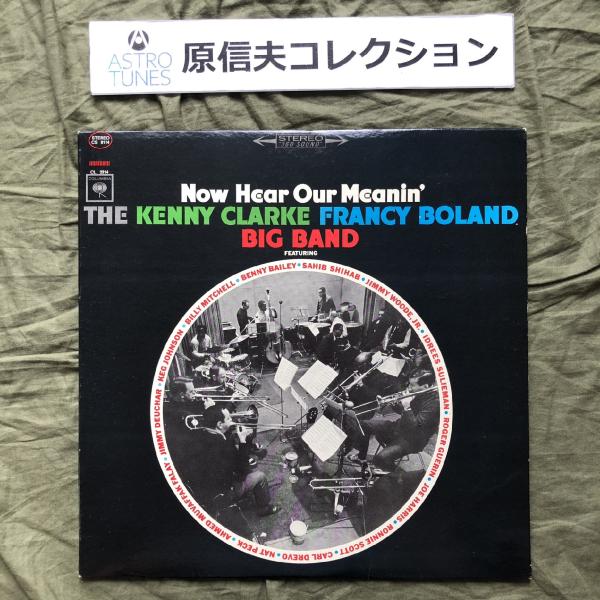 ASTRO
TUNES
原信夫コレクション
STEREO
CS 9114
CL 2314
COLUMBIA
STEREO
"360 SOUND"
Now Hear Our Meanin'
THE KENNY CLARKE FRANCY BOLAND
BIG BAND
FEATURING
BENNY BAILEY • SAHIB SHIHAB • JIMMY WOODE, JR. • IDREES SULIEMAN • ROGER GUERIN • JOE HARRIS • RONNIE SCOTT • CARL DREVO • NAT PECK • AHMED MUVAFFAK FALAY • JIMMY DEUCHAR • KEG JOHNSON • BILLY MITCHELL •